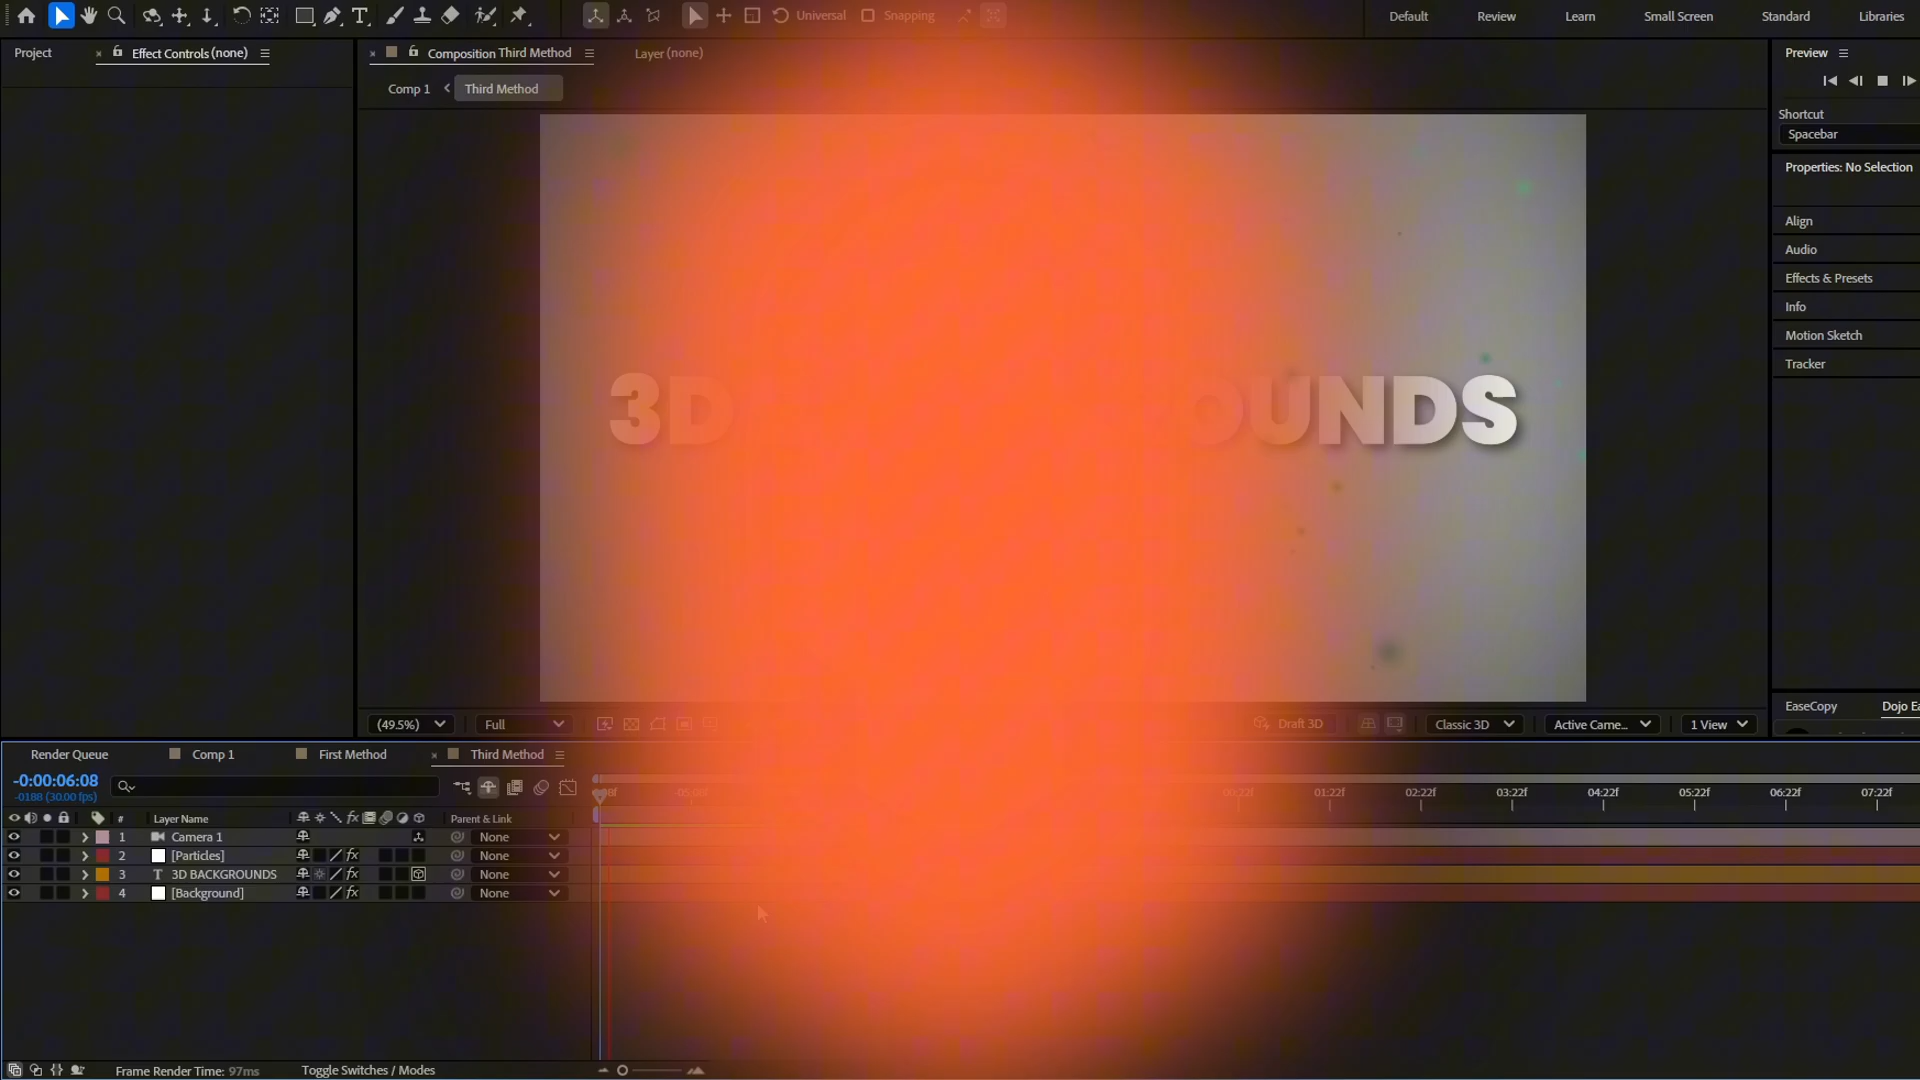 Universal
Snapping
Default
Review
Learn
Small Screen
Standard
Libraries
Project
Effect Controls (none)
Composition Third Method
Layer (none)
Preview
Comp 1
Third Method
Shortcut
Spacebar
Properties: No Selection
Align
Audio
Effects & Presets
Info
Motion Sketch
Tracker
3D
OUNDS
(49.5%)
Full
Draft 3D
Classic 3D
Active Came...
1 View
EaseCopy
Dojo Ea
Render Queue
Comp 1
First Method
Third Method
-0:00:06:08
-0188 (30.00 fps)
01:22f
02:22f
03:22f
04:22f
05:22f
06:22f
07:22f
# Layer Name
Parent & Link
1 Camera 1 None
2 [Particles] None
3 T 3D BACKGROUNDS None
4 [Background] None
Frame Render Time: 97ms
Toggle Switches / Modes